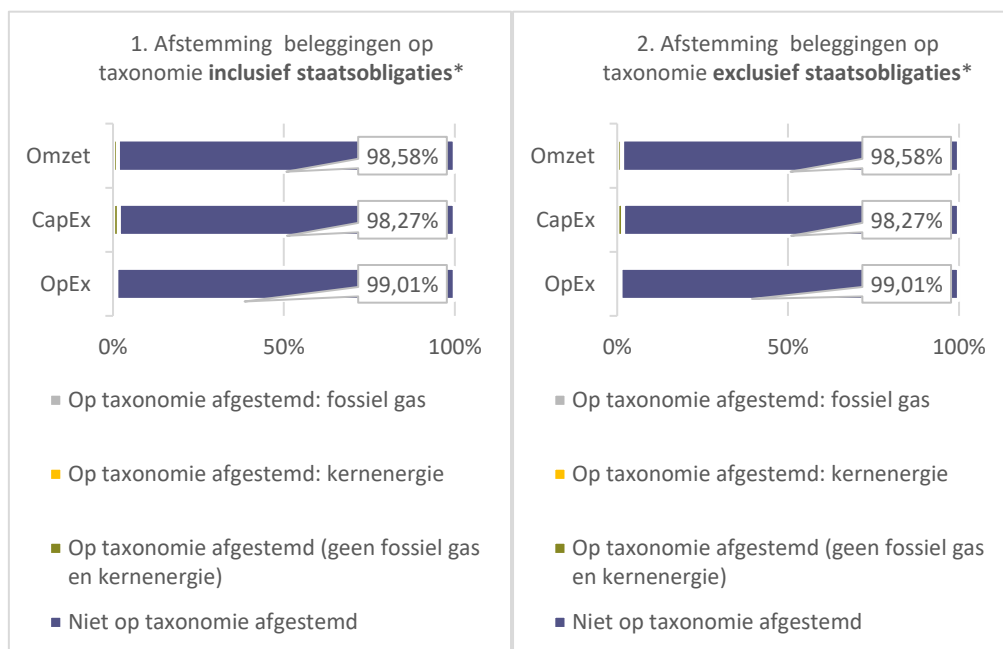 1. Afstemming beleggingen op
taxonomie inclusief staatsobligaties*
Omzet
98,58%
CapEx
98,27%
OpEx
99,01%
0%
50%
100%
Op taxonomie afgestemd: fossiel gas
Op taxonomie afgestemd: kernenergie
Op taxonomie afgestemd (geen fossiel gas
en kernenergie)
Niet op taxonomie afgestemd
2. Afstemming beleggingen op
taxonomie exclusief staatsobligaties*
Omzet
98,58%
CapEx
98,27%
OpEx
99,01%
0%
50%
100%
Op taxonomie afgestemd: fossiel gas
Op taxonomie afgestemd: kernenergie
Op taxonomie afgestemd (geen fossiel gas
en kernenergie)
Niet op taxonomie afgestemd